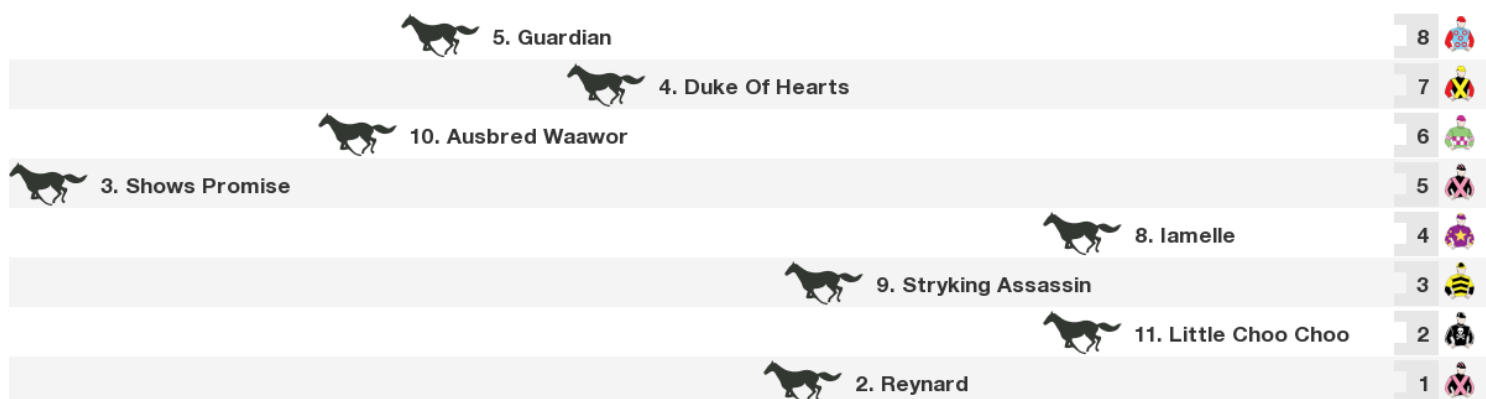 5. Guardian 8
4. Duke Of Hearts 7
10. Ausbred Waawor 6
3. Shows Promise 5
8. Iamelle 4
9. Stryking Assassin 3
11. Little Choo Choo 2
2. Reynard 1